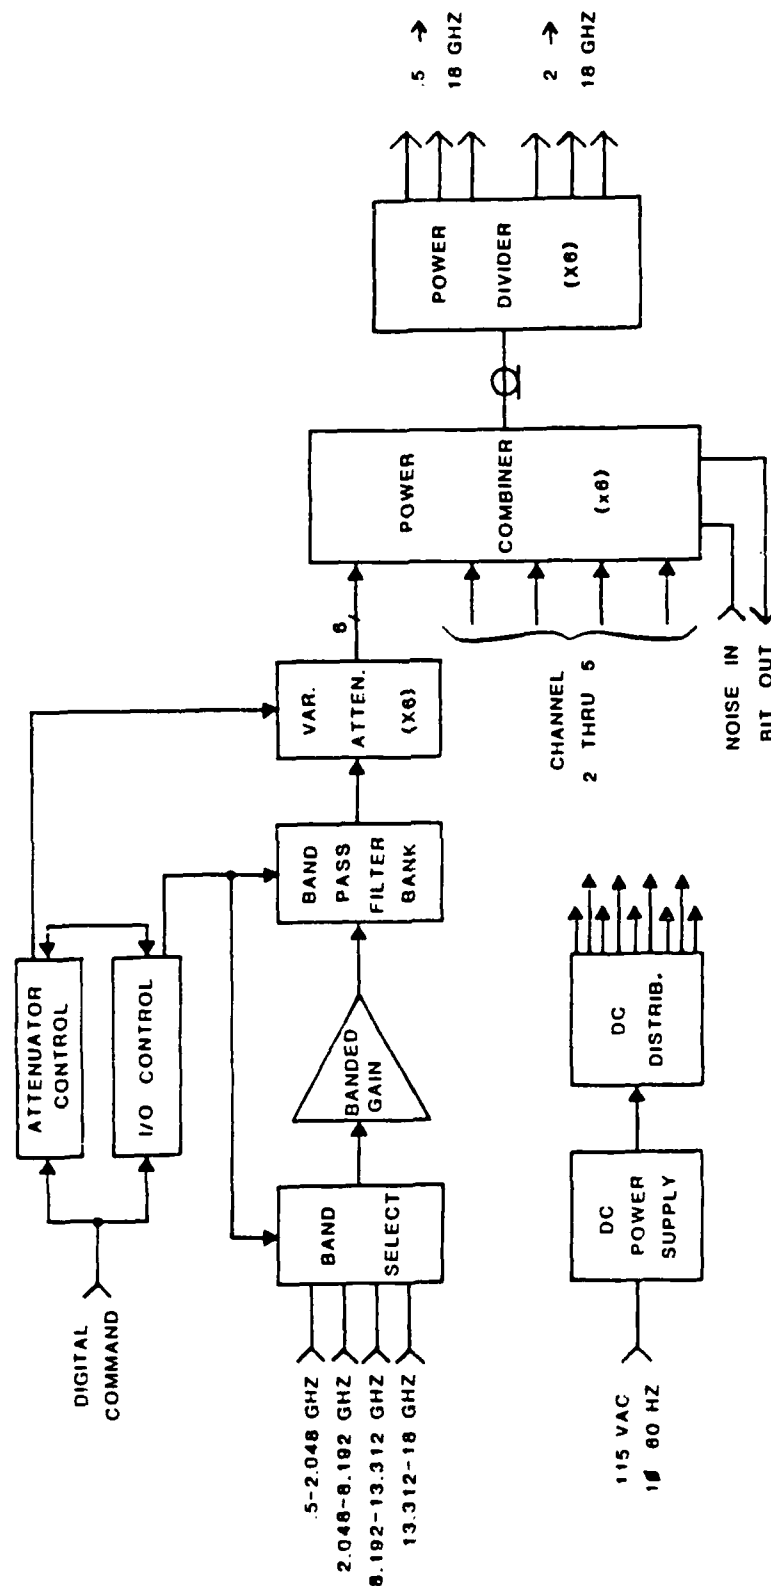 DIGITAL
COMMAND
ATTENUATOR
CONTROL
I/O CONTROL
.5-2.048 GHZ
2.048-8.192 GHZ
8.192-13.312 GHZ
13.312-18 GHZ
BAND
SELECT
BANDED
GAIN
BAND
PASS
FILTER
BANK
VAR.
ATTEN.
(X6)
6
CHANNEL
2 THRU 5
NOISE IN
BIT OUT
POWER
COMBINER
(X6)
POWER
DIVIDER
(X6)
.5 →
18 GHZ
2 →
18 GHZ
115 VAC
1Ø 60 HZ
DC
POWER
SUPPLY
DC
DISTRIB.